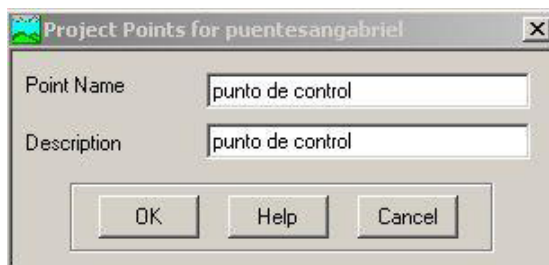 Project Points for puentesangabriel
Point Name punto de control
Description punto de control
OK Help Cancel